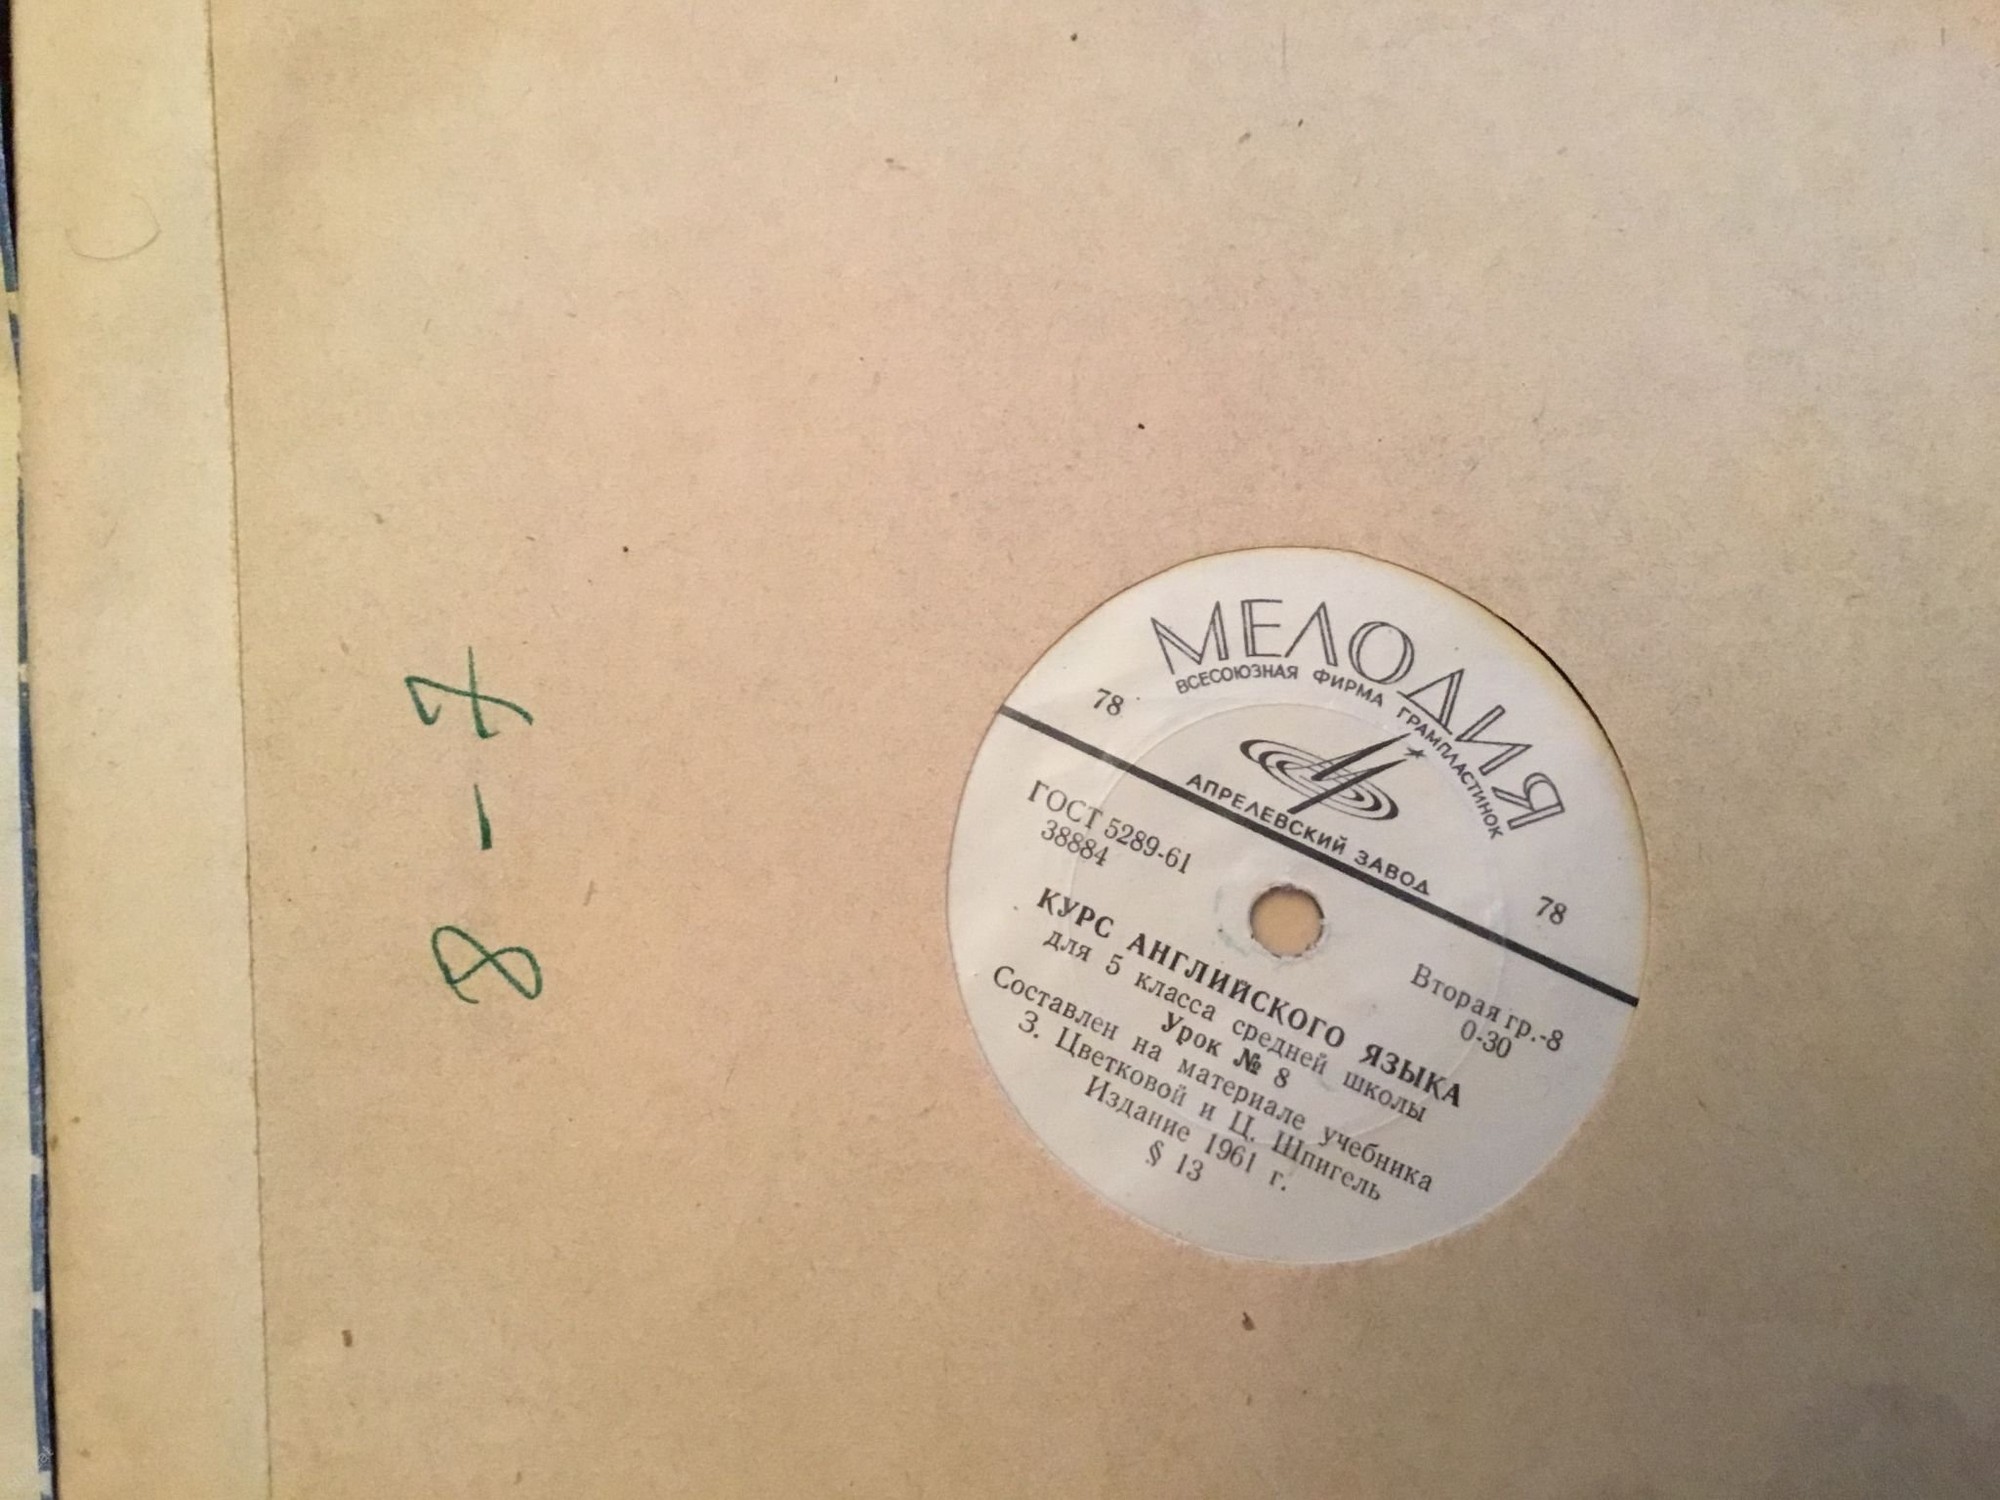 8-7
МЕЛОДИЯ
ВСЕСОЮЗНАЯ ФИРМА ГРАМПЛАСТИНОК
78
АПРЕЛЕВСКИЙ ЗАВОД
78
ГОСТ 5289-61
38884
Вторая гр.-8
0-30
КУРС АНГЛИЙСКОГО ЯЗЫКА
для 5 класса средней школы
Урок № 8
Составлен на материале учебника
З. Цветковой и Ц. Шпигель
Издание 1961 г.
§ 13